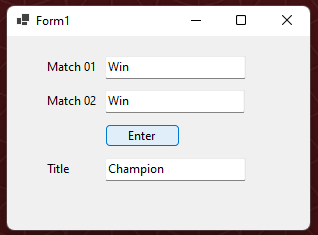 Form1
Match 01 Win
Match 02 Win
Enter
Title Champion